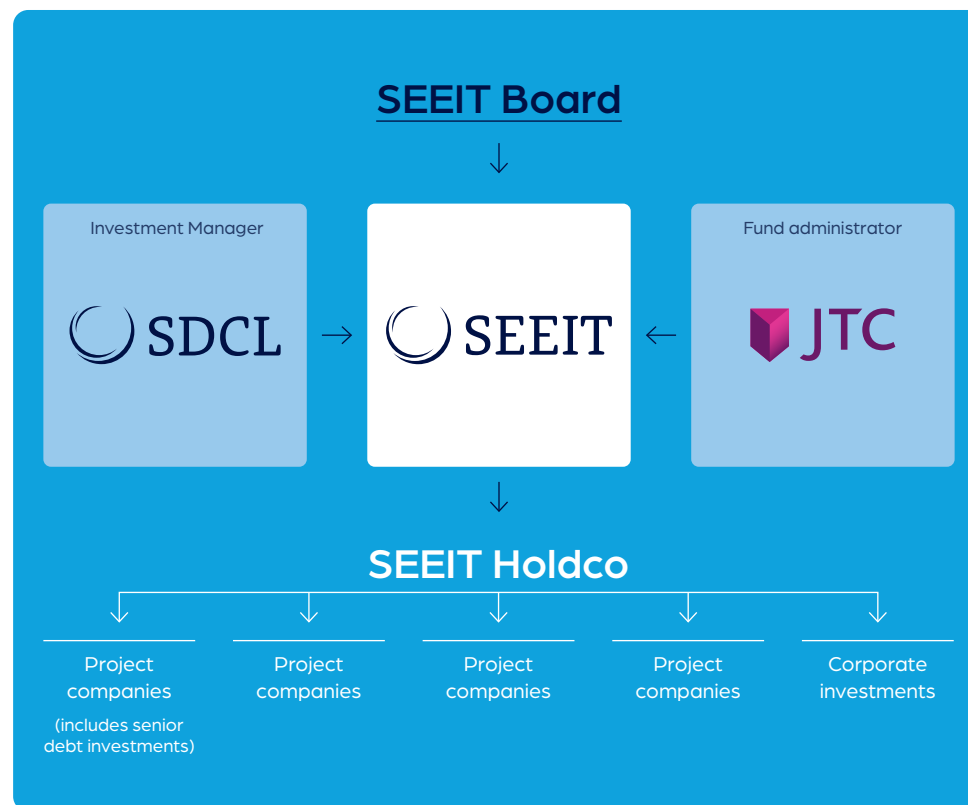 SEEIT Board
Investment Manager
Fund administrator
SDCL
SEEIT
JTC
SEEIT Holdco
Project
companies
(includes senior
debt investments)
Project
companies
Project
companies
Project
companies
Corporate
investments